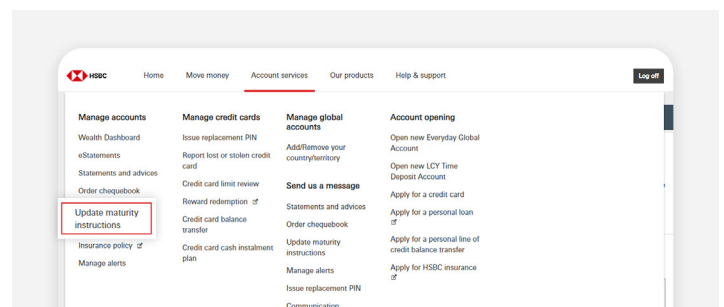 HSBC
Home
Move money
Account services
Our products
Help & support
Log off
Manage accounts
Wealth Dashboard
eStatements
Statements and advices
Order chequebook
Update maturity
instructions
Insurance policy
Manage alerts
Manage credit cards
Issue replacement PIN
Report lost or stolen credit
card
Credit card limit review
Reward redemption
Credit card balance
transfer
Credit card cash instalment
plan
Manage global
accounts
Add/Remove your
country/territory
Send us a message
Statements and advices
Order chequebook
Update maturity
instructions
Manage alerts
Issue replacement PIN
Communication
Account opening
Open new Everyday Global
Account
Open new LCY Time
Deposit Account
Apply for a credit card
Apply for a personal loan
Apply for a personal line of
credit balance transfer
Apply for HSBC insurance